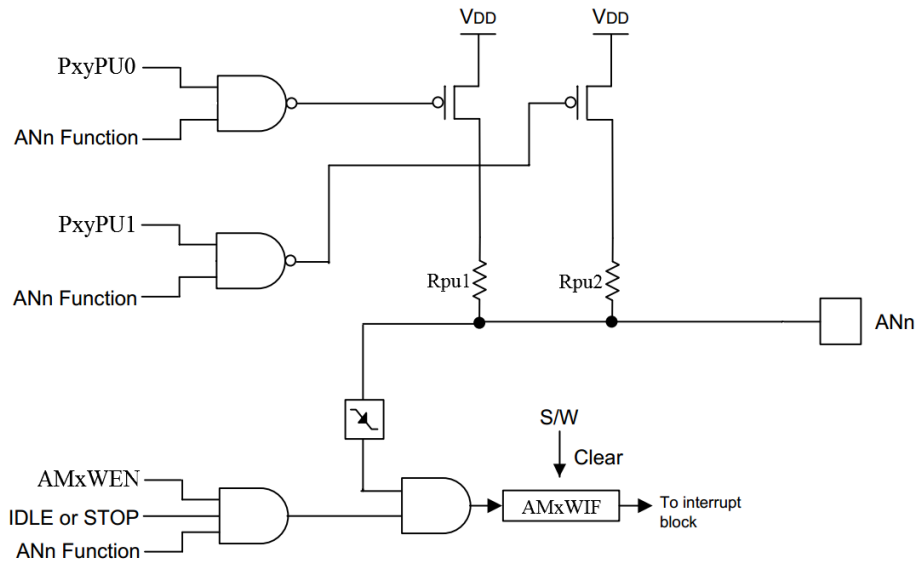 VDD
VDD
PxyPU0
ANn Function
PxyPU1
ANn Function
Rpu1
Rpu2
ANn
S/W
Clear
AMxWEN
IDLE or STOP
ANn Function
AMxWIF
To interrupt
block